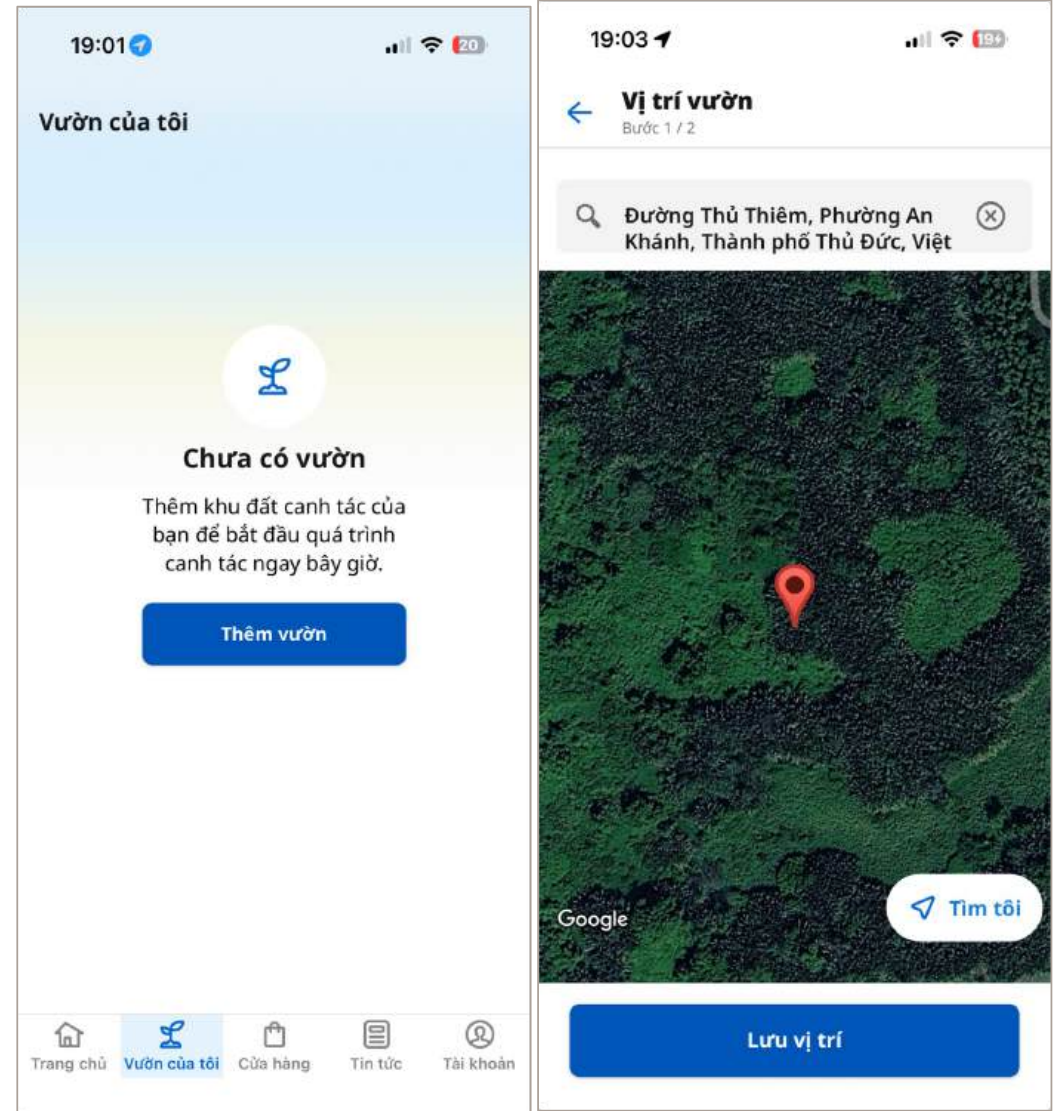 19:01
20
Vườn của tôi
Chưa có vườn
Thêm khu đất canh tác của
bạn để bắt đầu quá trình
canh tác ngay bây giờ.
Thêm vườn
Trang chủ
Vườn của tôi
Cửa hàng
Tin tức
Tài khoản
19:03
19
Vị trí vườn
Bước 1 / 2
Đường Thủ Thiêm, Phường An
Khánh, Thành phố Thủ Đức, Việt
Google
Tìm tôi
Lưu vị trí